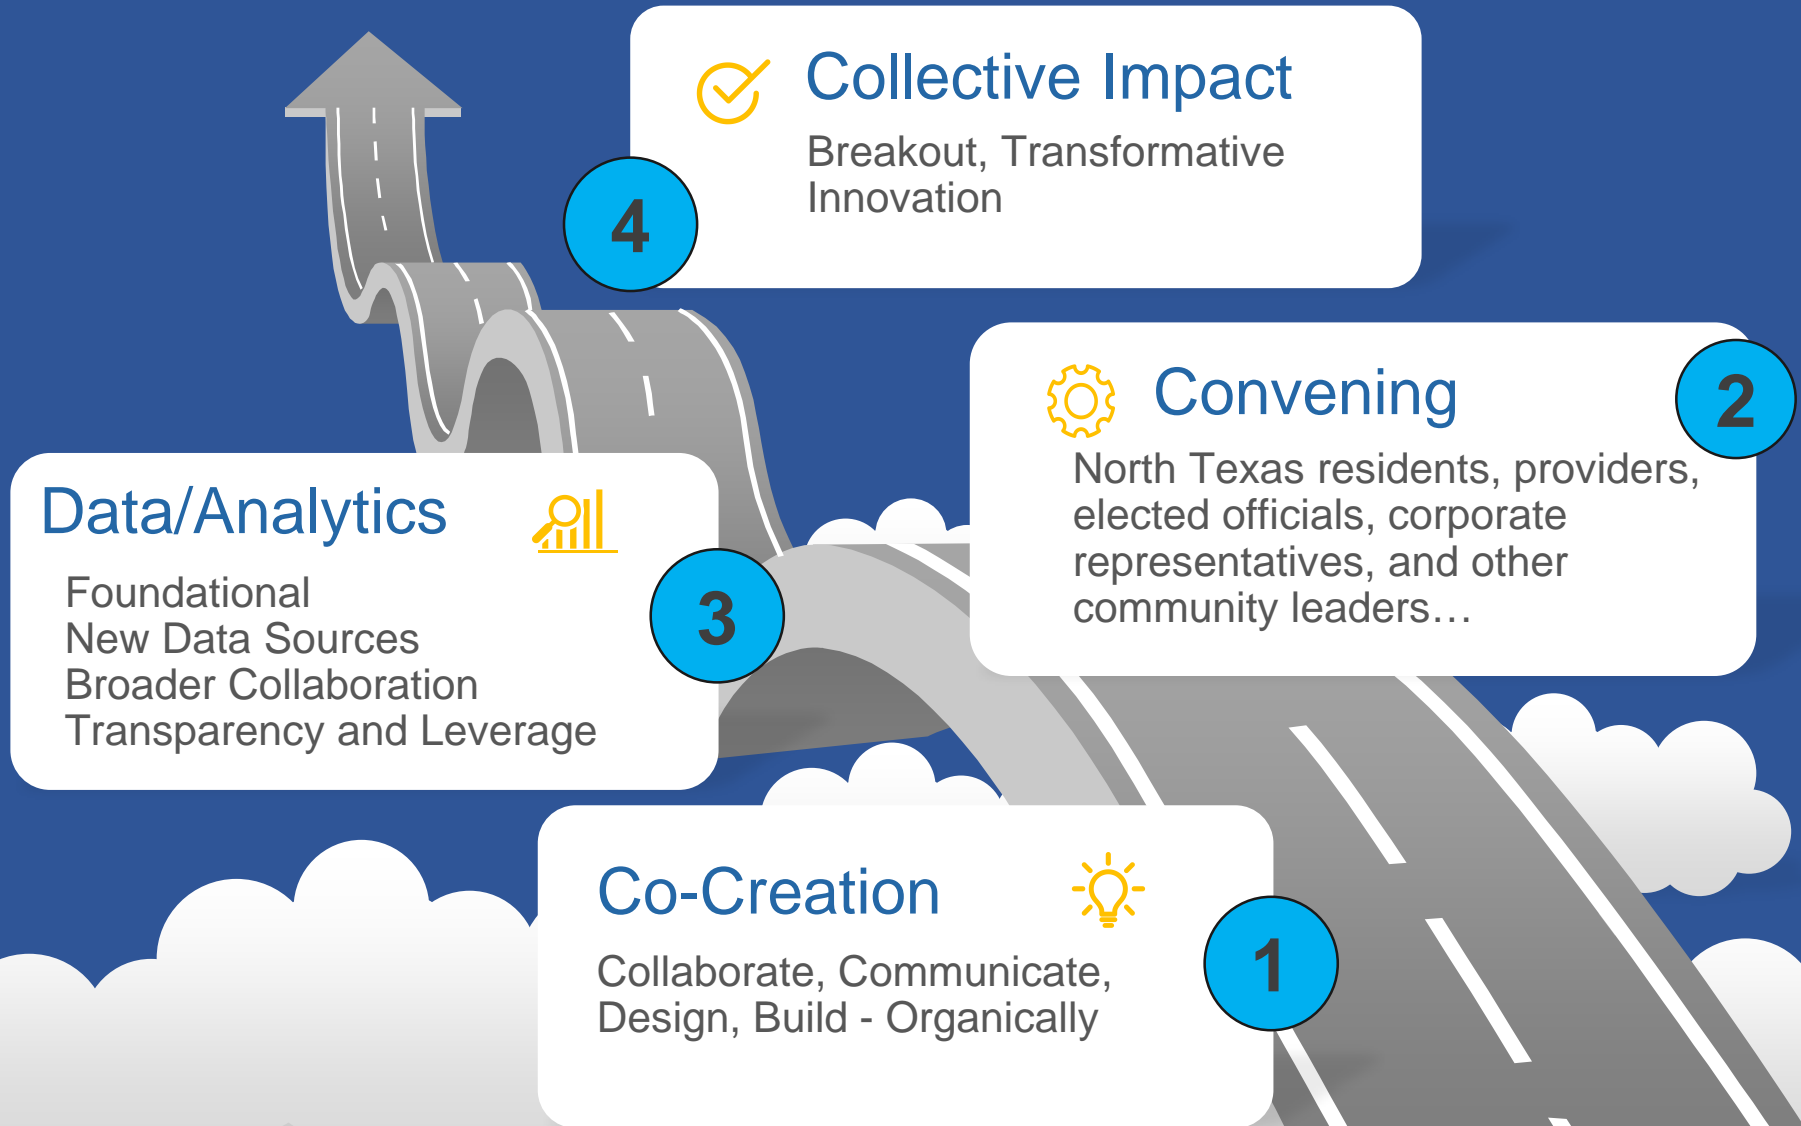 Collective Impact
Breakout, Transformative
Innovation
4
Convening
2
North Texas residents, providers,
elected officials, corporate
representatives, and other
community leaders…
Data/Analytics
Foundational
New Data Sources
Broader Collaboration
Transparency and Leverage
3
Co-Creation
Collaborate, Communicate,
Design, Build - Organically
1